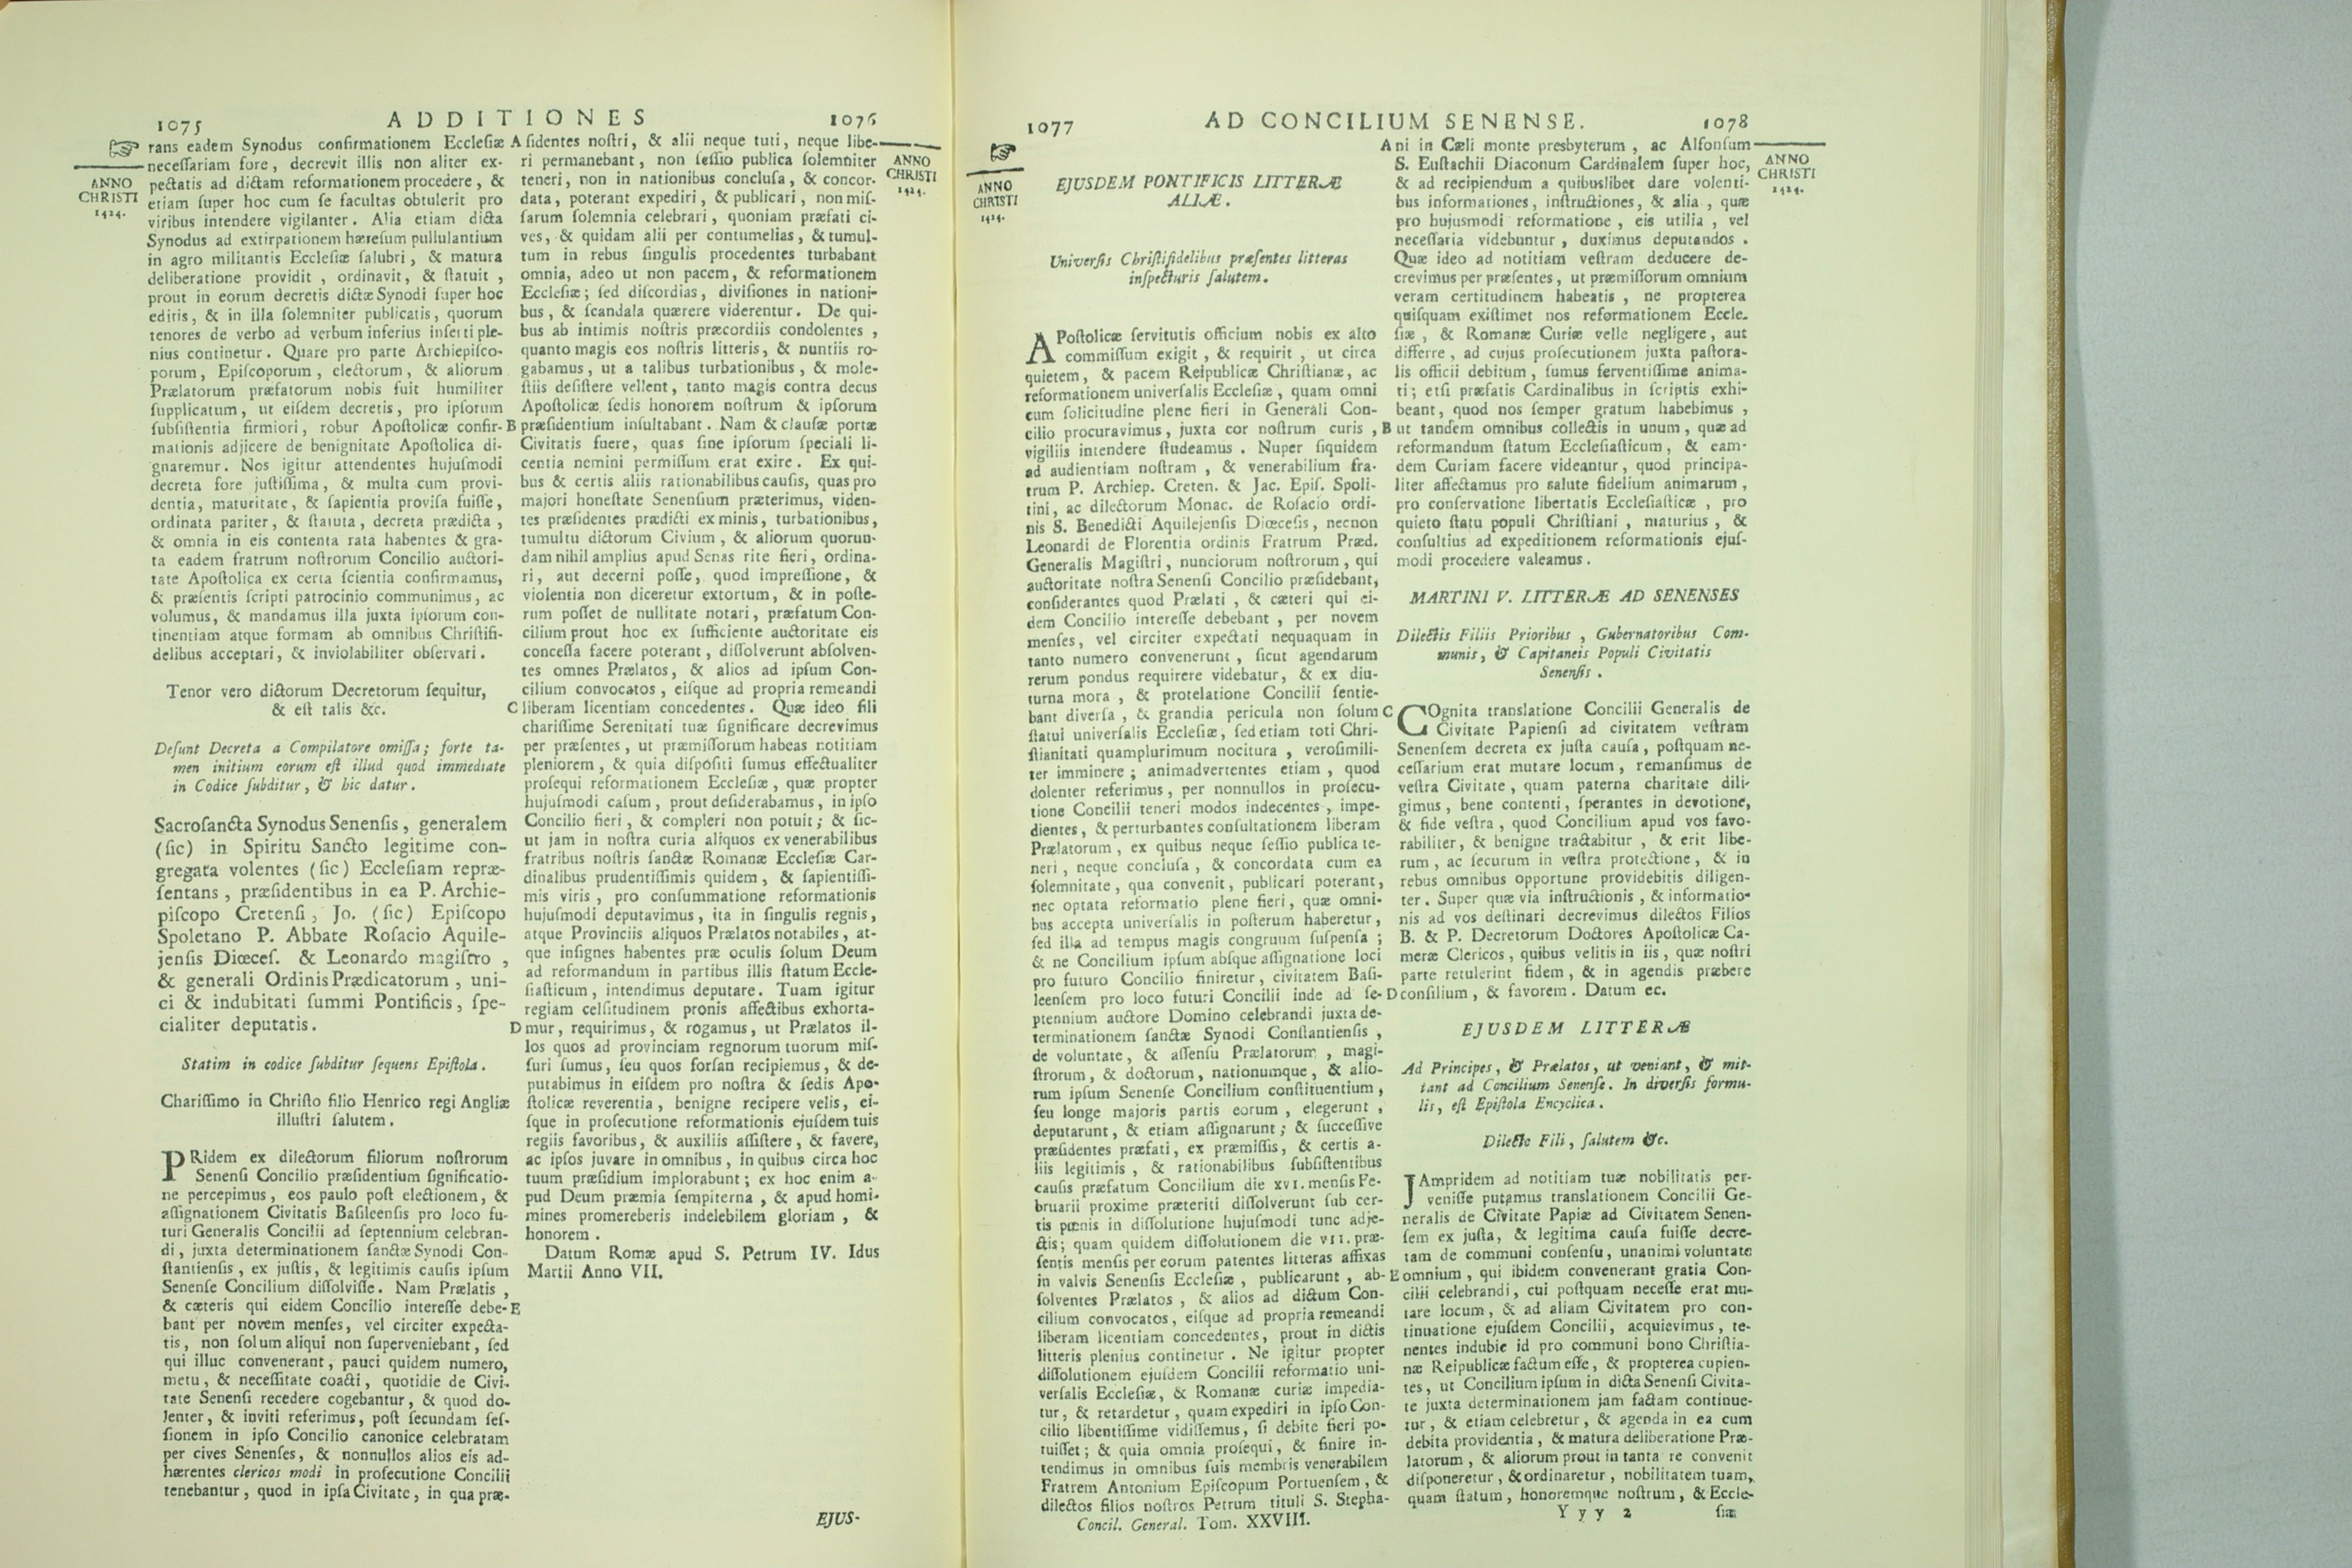 1075
ADDITIONES
1076
ANNO
CHRISTI
1424.
rans eadem Synodus confirmationem Ecclesiæ
necessariam fore, decrevit illis non aliter ex-
pectatis ad dictam reformationem procedere, &
etiam super hoc cum se facultas obtulerit pro
viribus intendere vigilanter. Alia etiam dicta
Synodus ad extirpationem hæresum pullulantium
in agro militantis Ecclesiæ salubri, & matura
deliberatione providit, ordinavit, & statuit,
prout in eorum decretis dictæ Synodi super hoc
editis, & in illa solemniter publicatis, quorum
tenores de verbo ad verbum inferius inserti ple-
nius continetur. Quare pro parte Archiepisco-
porum, Episcoporum, electorum, & aliorum
Prælatorum præfatorum nobis fuit humiliter
supplicatum, ut eisdem decretis, pro ipsorum
subsistentia firmiori, robur Apostolicæ confir-
mationis adjicere de benignitate Apostolica di-
gnaremur. Nos igitur attendentes hujusmodi
decreta fore justissima, & multa cum provi-
dentia, maturitate, & sapientia provisa fuisse,
ordinata pariter, & statuta, decreta prædicta,
& omnia in eis contenta rata habentes & gra-
ta eadem fratrum nostrorum Concilio auctori-
tate Apostolica ex certa scientia confirmamus,
& præsentis scripti patrocinio communimus, ac
volumus, & mandamus illa juxta ipsorum con-
tinentiam atque formam ab omnibus Christifi-
delibus acceptari, & inviolabiliter observari.
Tenor vero dictorum Decretorum sequitur,
& est talis &c.
Desunt Decreta a Compilatore omissa; forte ta-
men initium eorum est illud quod immediate
in Codice subditur, & hic datur.
Sacrosancta Synodus Senensis, generalem
(sic) in Spiritu Sancto legitime con-
gregata volentes (sic) Ecclesiam repræ-
sentans, præsidentibus in ea P. Archie-
piscopo Cretensi, Jo. (sic) Episcopo
Spoletano P. Abbate Rosacio Aquile-
jensis Diœces. & Leonardo magistro,
& generali Ordinis Prædicatorum, uni-
ci & indubitati summi Pontificis, spe-
cialiter deputatis.
Statim in codice subditur sequens Epistola.
Charissimo in Christo filio Henrico regi Angliæ
illustri salutem.
PRidem ex dilectorum filiorum nostrorum
Senensi Concilio præsidentium significatio-
ne percepimus, eos paulo post electionem, &
assignationem Civitatis Basileensis pro loco fu-
turi Generalis Concilii ad septennium celebran-
di, juxta determinationem sanctæ Synodi Con-
stantiensis, ex justis, & legitimis causis ipsum
Senense Concilium dissolvisse. Nam Prælatis,
& cæteris qui eidem Concilio interesse debe-
bant per novem menses, vel circiter expecta-
tis, non solum aliqui non superveniebant, sed
qui illuc convenerant, pauci quidem numero,
metu, & necessitate coacti, quotidie de Civi-
tate Senensi recedere cogebantur, & quod do-
lenter, & inviti referimus, post secundam ses-
sionem in ipso Concilio canonice celebratam
per cives Senenses, & nonnullos alios eis ad-
hærentes clericos modi in prosecutione Concilii
tenebantur, quod in ipsa Civitate, in qua præ-
A
B
C
D
E
sidentes nostri, & alii neque tuti, neque libe-
ri permanebant, non sessio publica solemniter
teneri, non in nationibus conclusa, & concor-
data, poterant expediri, & publicari, non mis-
sarum solemnia celebrari, quoniam præfati ci-
ves, & quidam alii per contumelias, & tumul-
tum in rebus singulis procedentes turbabant
omnia, adeo ut non pacem, & reformationem
Ecclesiæ; sed discordias, divisiones in nationi-
bus, & scandala quærere viderentur. De qui-
bus ab intimis nostris præcordiis condolentes,
quanto magis eos nostris litteris, & nuntiis ro-
gabamus, ut a talibus turbationibus, & mole-
stiis desistere vellent, tanto magis contra decus
Apostolicæ sedis honorem nostrum & ipsorum
præsidentium insultabant. Nam & clausæ portæ
Civitatis fuere, quas sine ipsorum speciali li-
centia nemini permissum erat exire. Ex qui-
bus & certis aliis rationabilibus causis, quas pro
majori honestate Senensium præterimus, viden-
tes præsidentes prædicti ex minis, turbationibus,
tumultu dictorum Civium, & aliorum quorun-
dam nihil amplius apud Senas rite fieri, ordina-
ri, aut decerni posse, quod impressione, &
violentia non diceretur extortum, & in poste-
rum posset de nullitate notari, præfatum Con-
cilium prout hoc ex sufficiente auctoritate eis
concessa facere poterant, dissolverunt absolven-
tes omnes Prælatos, & alios ad ipsum Con-
cilium convocatos, eisque ad propria remeandi
liberam licentiam concedentes. Quæ ideo fili
charissime Serenitati tuæ significare decrevimus
per præsentes, ut præmissorum habeas notitiam
pleniorem, & quia dispositi sumus effectualiter
prosequi reformationem Ecclesiæ, quæ propter
hujusmodi casum, prout desiderabamus, in ipso
Concilio fieri, & compleri non potuit; & sic-
ut jam in nostra curia aliquos ex venerabilibus
fratribus nostris sanctæ Romanæ Ecclesiæ Car-
dinalibus prudentissimis quidem, & sapientissi-
mis viris, pro consummatione reformationis
hujusmodi deputavimus, ita in singulis regnis,
atque Provinciis aliquos Prælatos notabiles, at-
que insignes habentes præ oculis solum Deum
ad reformandum in partibus illis statum Eccle-
siasticum, intendimus deputare. Tuam igitur
regiam celsitudinem pronis affectibus exhorta-
mur, requirimus, & rogamus, ut Prælatos il-
los quos ad provinciam regnorum tuorum mis-
suri sumus, seu quos forsan recipiemus, & de-
putabimus in eisdem pro nostra & sedis Apo-
stolicæ reverentia, benigne recipere velis, ei-
sque in prosecutione reformationis ejusdem tuis
regiis favoribus, & auxiliis assistere, & favere,
ac ipsos juvare in omnibus, in quibus circa hoc
tuum præsidium implorabunt; ex hoc enim a-
pud Deum præmia sempiterna, & apud homi-
mines promereberis indelebilem gloriam, &
honorem.
Datum Romæ apud S. Petrum IV. Idus
Martii Anno VII.
EJUS-
ANNO
CHRISTI
1424.
1077
AD CONCILIUM SENENSE.
1078
ANNO
CHRISTI
1424.
EJUSDEM PONTIFICIS LITTERÆ
ALIÆ.
Universis Christifidelibus præsentes litteras
inspecturis salutem.
APostolicæ servitutis officium nobis ex alto
commissum exigit, & requirit, ut circa
quietem, & pacem Reipublicæ Christianæ, ac
reformationem universalis Ecclesiæ, quam omni
cum solicitudine plene fieri in Generali Con-
cilio procuravimus, juxta cor nostrum curis,
vigiliis intendere studeamus. Nuper siquidem
ad audientiam nostram, & venerabilium fra-
trum P. Archiep. Creten. & Jac. Epis. Spoli-
tini, ac dilectorum Monac. de Rosacio ordi-
nis S. Benedicti Aquilejensis Diœcesis, necnon
Leonardi de Florentia ordinis Fratrum Præd.
Generalis Magistri, nunciorum nostrorum, qui
auctoritate nostra Senensi Concilio præsidebant,
considerantes quod Prælati, & cæteri qui ei-
dem Concilio interesse debebant, per novem
menses, vel circiter expectati nequaquam in
tanto numero convenerunt, sicut agendarum
rerum pondus requirere videbatur, & ex diu-
turna mora, & protelatione Concilii sentie-
bant diversa, & grandia pericula non solum
statui universalis Ecclesiæ, sed etiam toti Chri-
stianitati quamplurimum nocitura, verosimili-
ter imminere; animadvertentes etiam, quod
dolenter referimus, per nonnullos in prosecu-
tione Concilii teneri modos indecentes, impe-
dientes, & perturbantes consultationem liberam
Prælatorum, ex quibus neque sessio publica te-
neri, neque conclusa, & concordata cum ea
solemnitate, qua convenit, publicari poterant,
nec optata reformatio plene fieri, quæ omni-
bus accepta universalis in posterum haberetur,
sed illa ad tempus magis congruum suspensa;
& ne Concilium ipsum absque assignatione loci
pro futuro Concilio finiretur, civitatem Basi-
leensem pro loco futuri Concilii inde ad se-
ptennium auctore Domino celebrandi juxta de-
terminationem sanctæ Synodi Constantiensis,
de voluntate, & assensu Prælatorum, magi-
strorum, & doctorum, nationumque, & alio-
rum ipsum Senense Concilium constituentium,
seu longe majoris partis eorum, elegerunt,
deputarunt, & etiam assignarunt; & successive
præsidentes præfati, ex præmissis, & certis a-
liis legitimis, & rationabilibus subsistentibus
causis præfatum Concilium die XVI. mensis Fe-
bruarii proxime præteriti dissolverunt sub cer-
tis pœnis in dissolutione hujusmodi tunc adje-
ctis; quam quidem dissolutionem die VII. præ-
sentis mensis per eorum patentes litteras affixas
in valvis Senensis Ecclesiæ, publicarunt, ab-
solventes Prælatos, & alios ad dictum Con-
cilium convocatos, eisque ad propria remeandi
liberam licentiam concedentes, prout in dictis
litteris plenius continetur. Ne igitur propter
dissolutionem ejusdem Concilii reformatio uni-
versalis Ecclesiæ, & Romanæ curiæ impedia-
tur, & retardetur, quam expediri in ipso Con-
cilio libentissime vidissemus, si debite fieri po-
tuisset; & quia omnia prosequi, & finire in-
tendimus in omnibus suis membris venerabilem
Fratrem Antonium Episcopum Portuensem, &
dilectos filios nostros Petrum tituli S. Stepha-
Concil. General. Tom. XXVIII.
A
B
C
D
E
ni in Cæli monte presbyterum, ac Alfonsum
S. Eustachii Diaconum Cardinalem super hoc,
& ad recipiendum a quibuslibet dare volenti-
bus informationes, instructiones, & alia, quæ
pro hujusmodi reformatione, eis utilia, vel
necessaria videbuntur, duximus deputandos.
Quæ ideo ad notitiam vestram deducere de-
crevimus per præsentes, ut præmissorum omnium
veram certitudinem habeatis, ne propterea
quisquam existimet nos reformationem Eccle-
siæ, & Romanæ Curiæ velle negligere, aut
differre, ad cujus prosecutionem juxta pastora-
lis officii debitum, sumus ferventissime anima-
ti; etsi præfatis Cardinalibus in scriptis exhi-
beant, quod nos semper gratum habebimus,
ut tandem omnibus collectis in unum, quæ ad
reformandum statum Ecclesiasticum, & eam-
dem Curiam facere videantur, quod principa-
liter affectamus pro salute fidelium animarum,
pro conservatione libertatis Ecclesiasticæ, pro
quieto statu populi Christiani, maturius, &
consultius ad expeditionem reformationis ejus-
modi procedere valeamus.
MARTINI V. LITTERÆ AD SENENSES
Dilectis Filiis Prioribus, Gubernatoribus Com-
munis, & Capitaneis Populi Civitatis
Senensis.
COgnita translatione Concilii Generalis de
Civitate Papiensi ad civitatem vestram
Senensem decreta ex justa causa, postquam ne-
cessarium erat mutare locum, remansimus de
vestra Civitate, quam paterna charitate dili-
gimus, bene contenti, sperantes in devotione,
& fide vestra, quod Concilium apud vos favo-
rabiliter, & benigne tractabitur, & erit libe-
rum, ac securum in vestra protectione, & in
rebus omnibus opportune providebitis diligen-
ter. Super quæ via instructionis, & informatio-
nis ad vos destinari decrevimus dilectos Filios
B. & P. Decretorum Doctores Apostolicæ Ca-
meræ Clericos, quibus velitis in iis, quæ nostri
parte retulerint fidem, & in agendis præbere
consilium, & favorem. Datum ec.
EJUSDEM LITTERÆ
Ad Principes, & Prælatos, ut veniant, & mit-
tant ad Concilium Senense. In diversis formu-
lis, est Epistola Encyclica.
Dilecte Fili, salutem &c.
JAmpridem ad notitiam tuæ nobilitatis per-
venisse putamus translationem Concilii Ge-
neralis de Civitate Papiæ ad Civitatem Senen-
sem ex justa, & legitima causa fuisse decre-
tam de communi consensu, unanimi voluntate
omnium, qui ibidem convenerant gratia Con-
cilii celebrandi, cui postquam necesse erat mu-
tare locum, & ad aliam Civitatem pro con-
tinuatione ejusdem Concilii, acquievimus, te-
nentes indubie id pro communi bono Christia-
næ Reipublicæ factum esse, & propterea cupien-
tes, ut Concilium ipsum in dicta Senensi Civita-
te juxta determinationem jam factam continue-
tur, & etiam celebretur, & agenda in ea cum
debita providentia, & matura deliberatione Præ-
latorum, & aliorum prout in tanta re convenit
disponeretur, & ordinaretur, nobilitatem tuam,
quam statum, honoremque nostrum, & Eccle-
Y y y 2
siæ
ANNO
CHRISTI
1424.